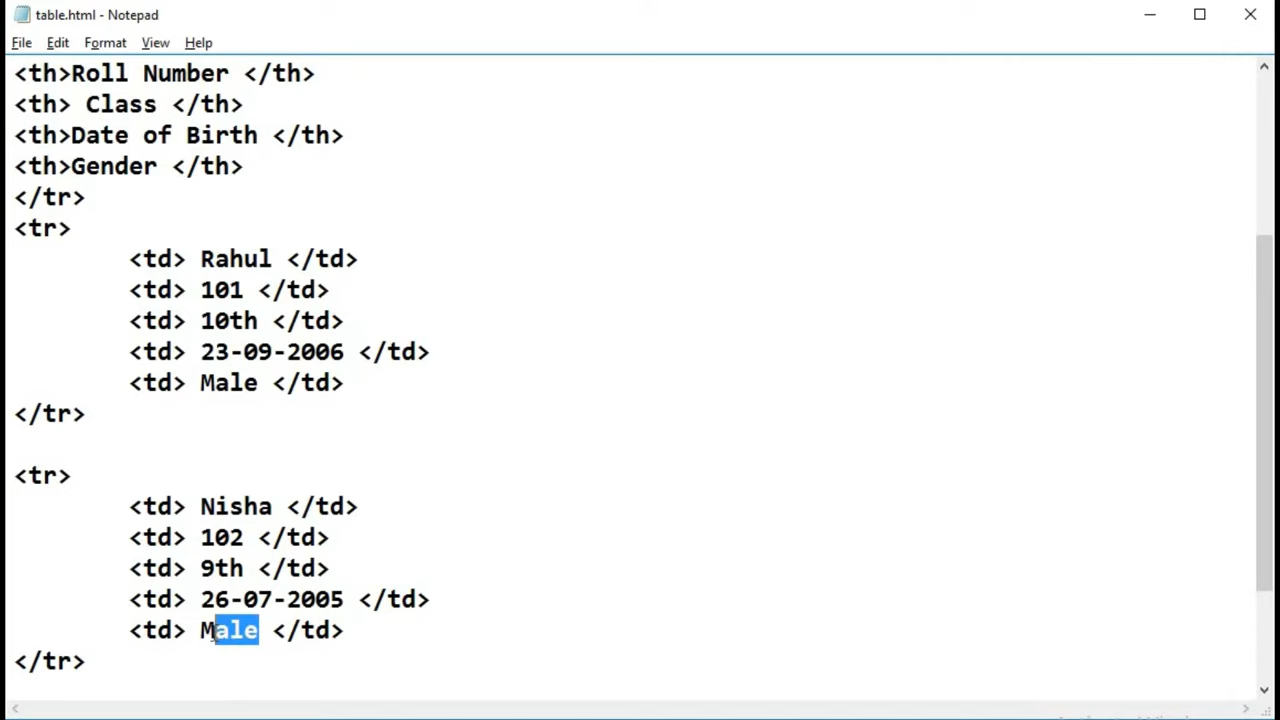 table.html - Notepad
File Edit Format View Help
<th>Roll Number </th>
<th> Class </th>
<th>Date of Birth </th>
<th>Gender </th>
</tr>
<tr>
<td> Rahul </td>
<td> 101 </td>
<td> 10th </td>
<td> 23-09-2006 </td>
<td> Male </td>
</tr>
<tr>
<td> Nisha </td>
<td> 102 </td>
<td> 9th </td>
<td> 26-07-2005 </td>
<td> Male </td>
</tr>